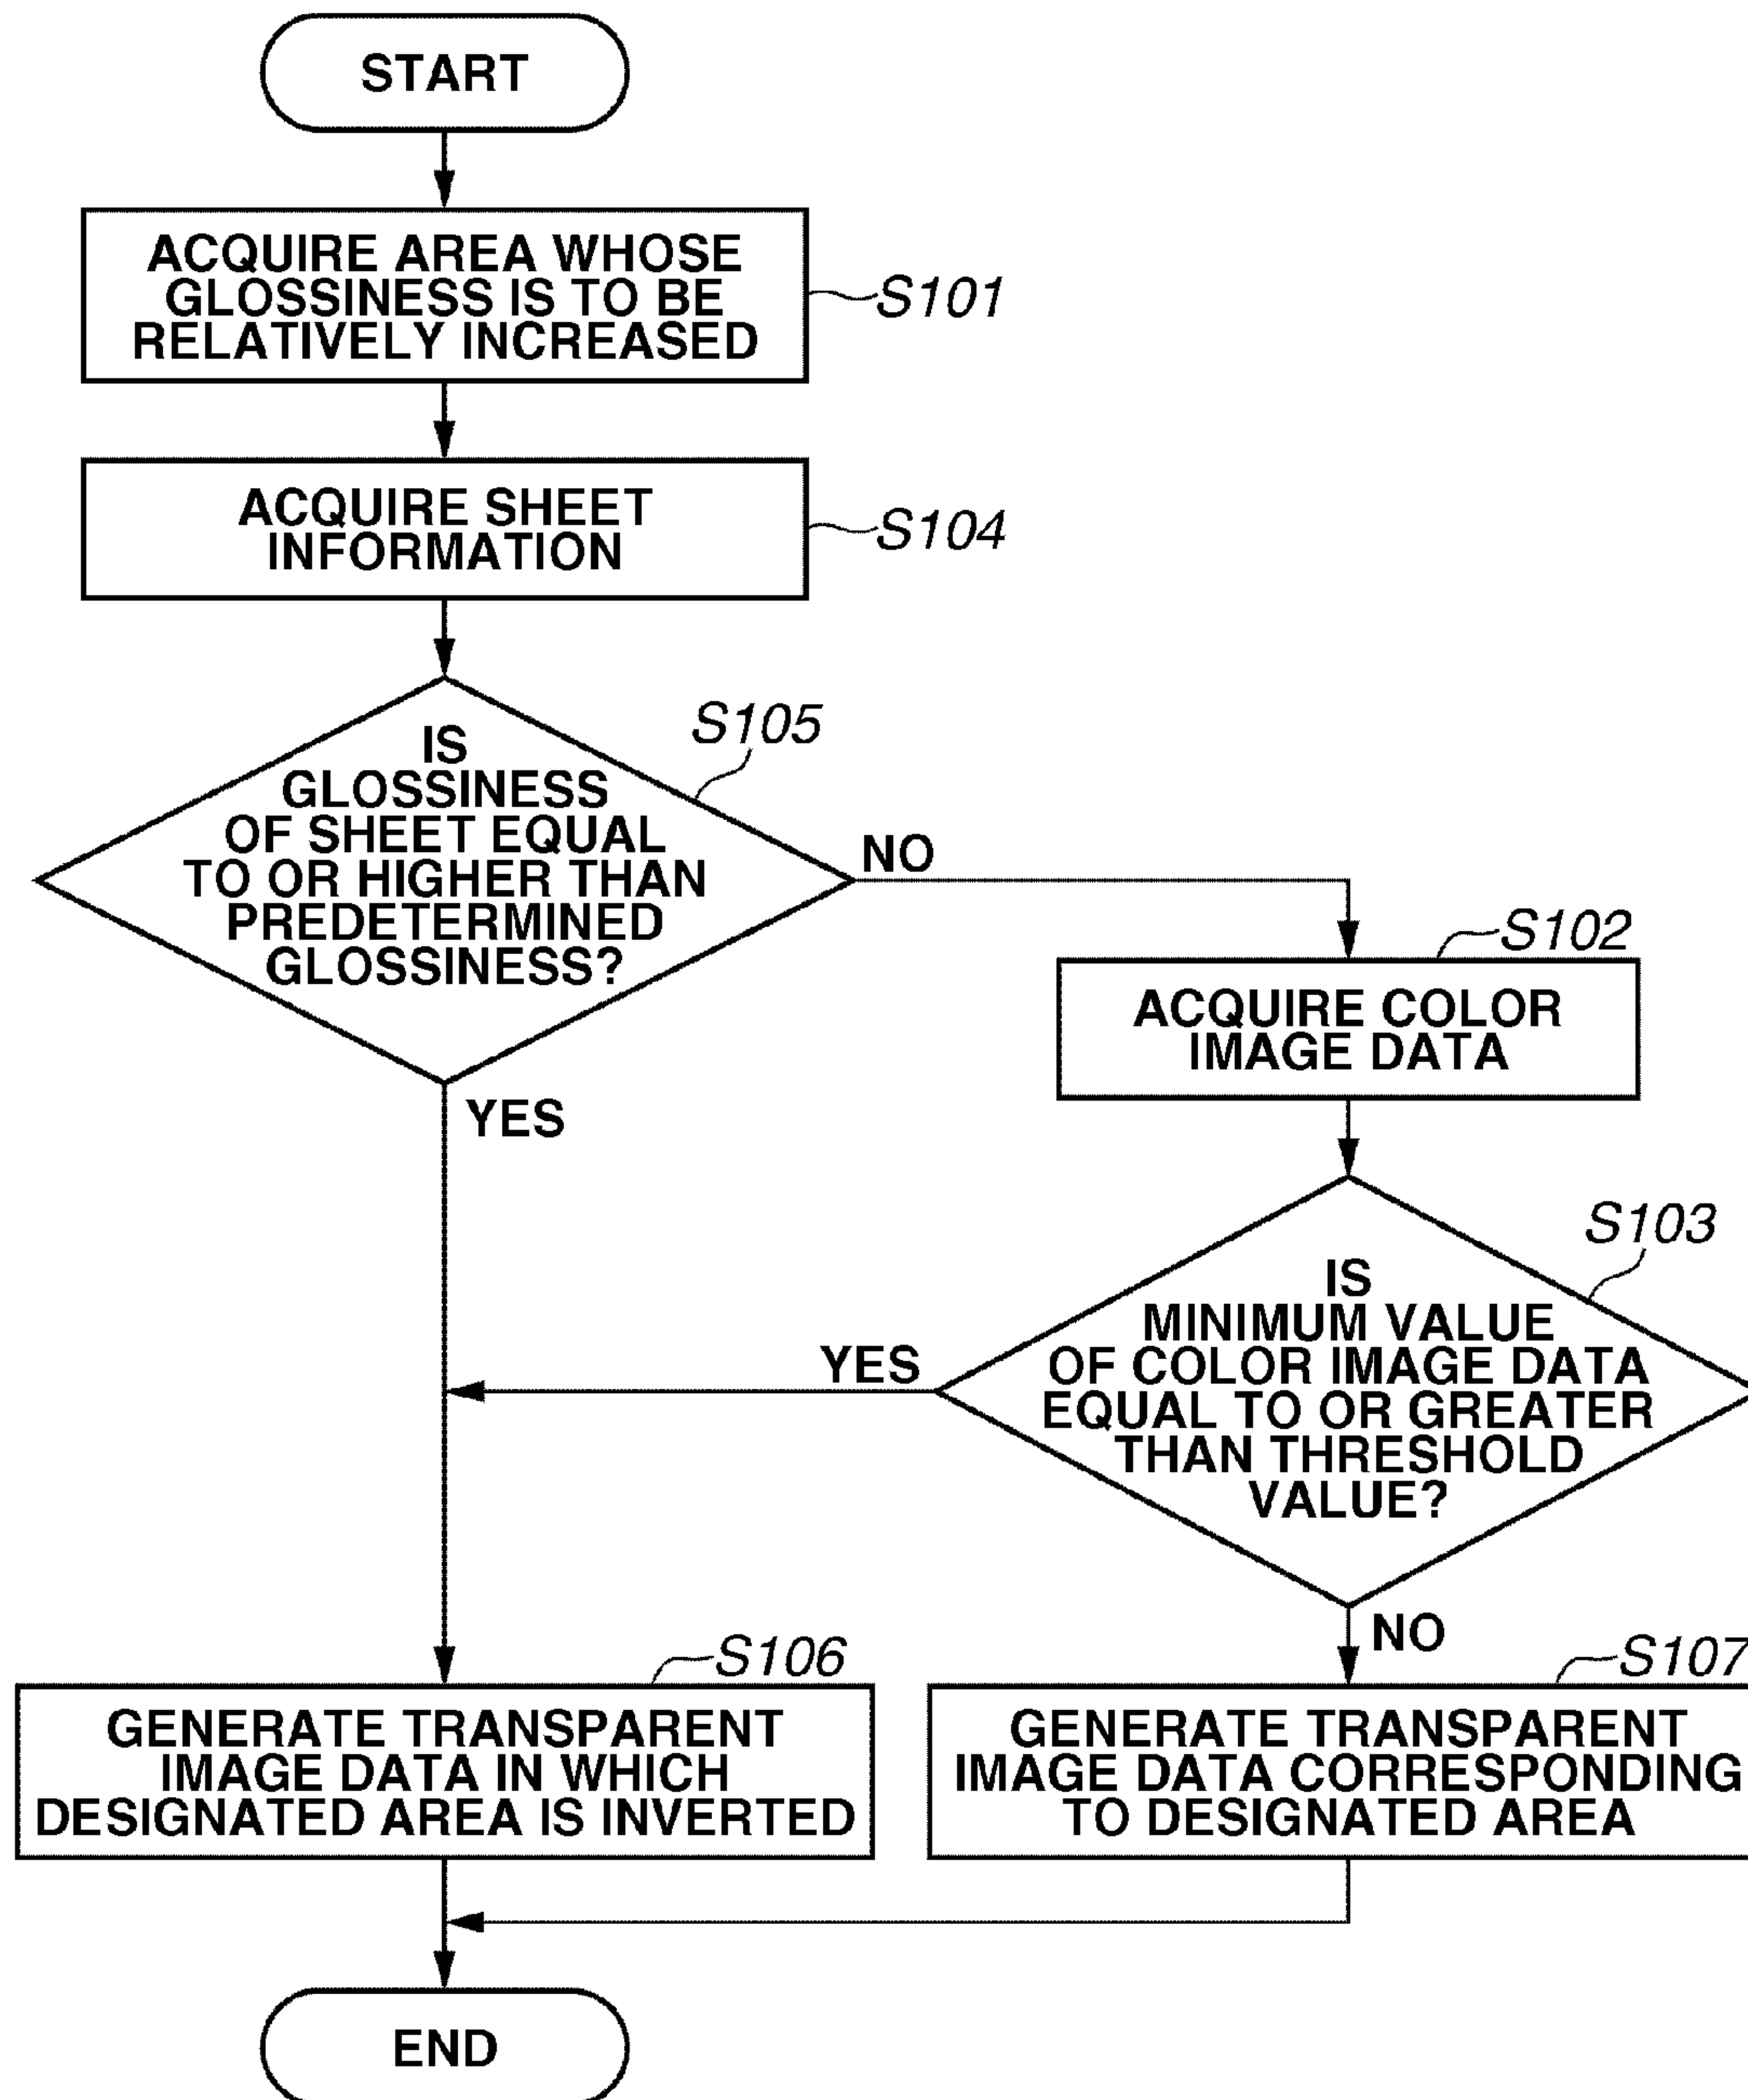 START
ACQUIRE AREA WHOSE
GLOSSINESS IS TO BE
RELATIVELY INCREASED
S101
ACQUIRE SHEET
INFORMATION
S104
S105
IS
GLOSSINESS
OF SHEET EQUAL
TO OR HIGHER THAN
PREDETERMINED
GLOSSINESS?
NO
YES
S102
ACQUIRE COLOR
IMAGE DATA
S103
IS
MINIMUM VALUE
OF COLOR IMAGE DATA
EQUAL TO OR GREATER
THAN THRESHOLD
VALUE?
YES
NO
S106
GENERATE TRANSPARENT
IMAGE DATA IN WHICH
DESIGNATED AREA IS INVERTED
S107
GENERATE TRANSPARENT
IMAGE DATA CORRESPONDING
TO DESIGNATED AREA
END